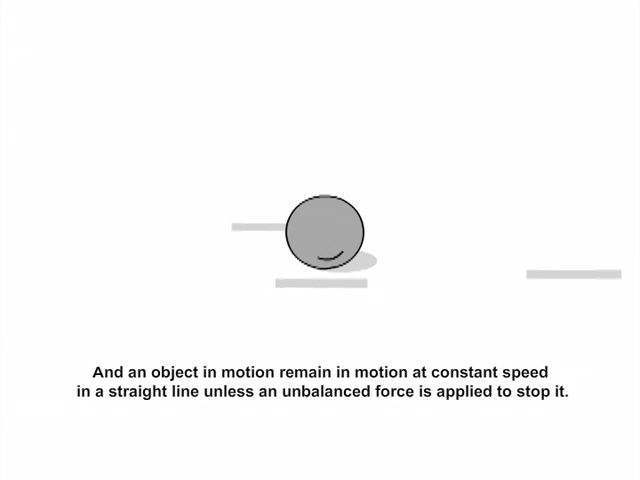 And an object in motion remain in motion at constant speed
in a straight line unless an unbalanced force is applied to stop it.